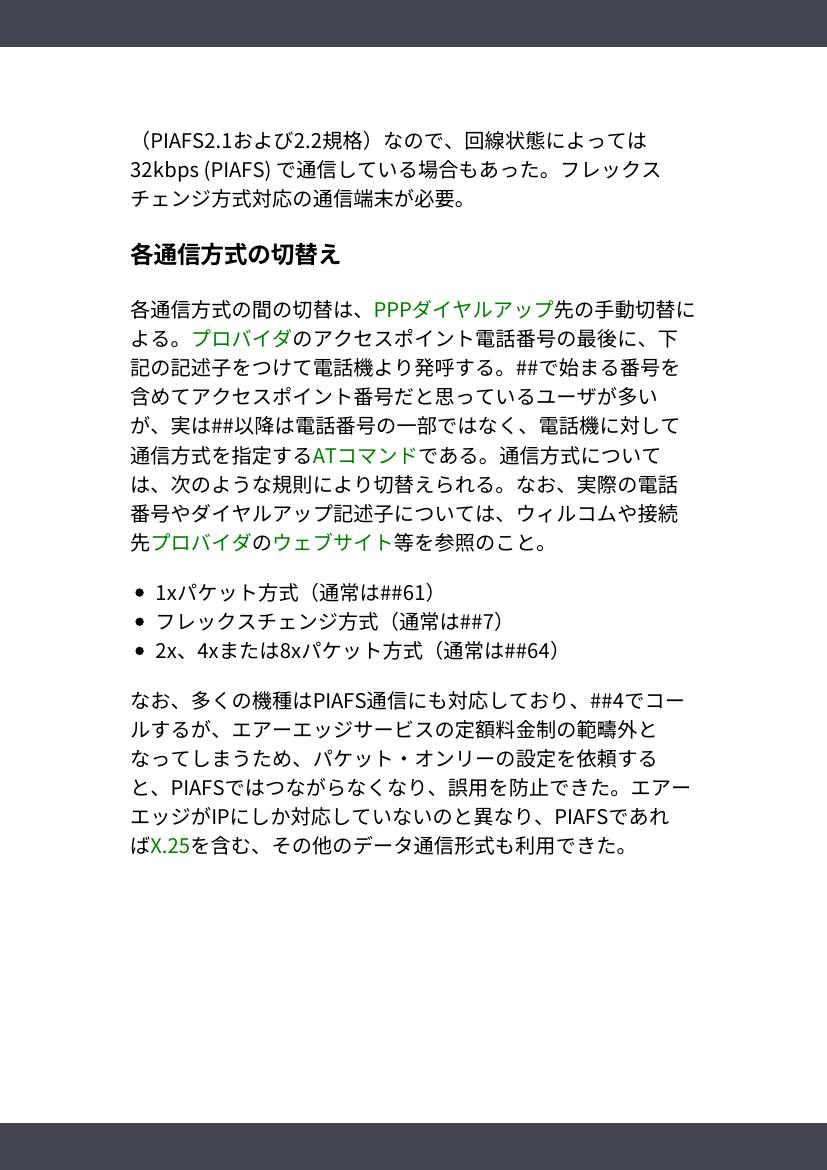 （PIAFS2.1および2.2規格）なので、回線状態によっては
32kbps (PIAFS) で通信している場合もあった。フレックス
チェンジ方式対応の通信端末が必要。
各通信方式の切替え
各通信方式の間の切替は、PPPダイヤルアップ先の手動切替に
よる。プロバイダのアクセスポイント電話番号の最後に、下
記の記述子をつけて電話機より発呼する。##で始まる番号を
含めてアクセスポイント番号だと思っているユーザが多い
が、実は##以降は電話番号の一部ではなく、電話機に対して
通信方式を指定するATコマンドである。通信方式について
は、次のような規則により切替えられる。なお、実際の電話
番号やダイヤルアップ記述子については、ウィルコムや接続
先プロバイダのウェブサイト等を参照のこと。
• 1xパケット方式（通常は##61）
• フレックスチェンジ方式（通常は##7）
• 2x、4xまたは8xパケット方式（通常は##64）
なお、多くの機種はPIAFS通信にも対応しており、##4でコー
ルするが、エアーエッジサービスの定額料金制の範疇外と
なってしまうため、パケット・オンリーの設定を依頼する
と、PIAFSではつながらなくなり、誤用を防止できた。エアー
エッジがIPにしか対応していないのと異なり、PIAFSであれ
ばX.25を含む、その他のデータ通信形式も利用できた。